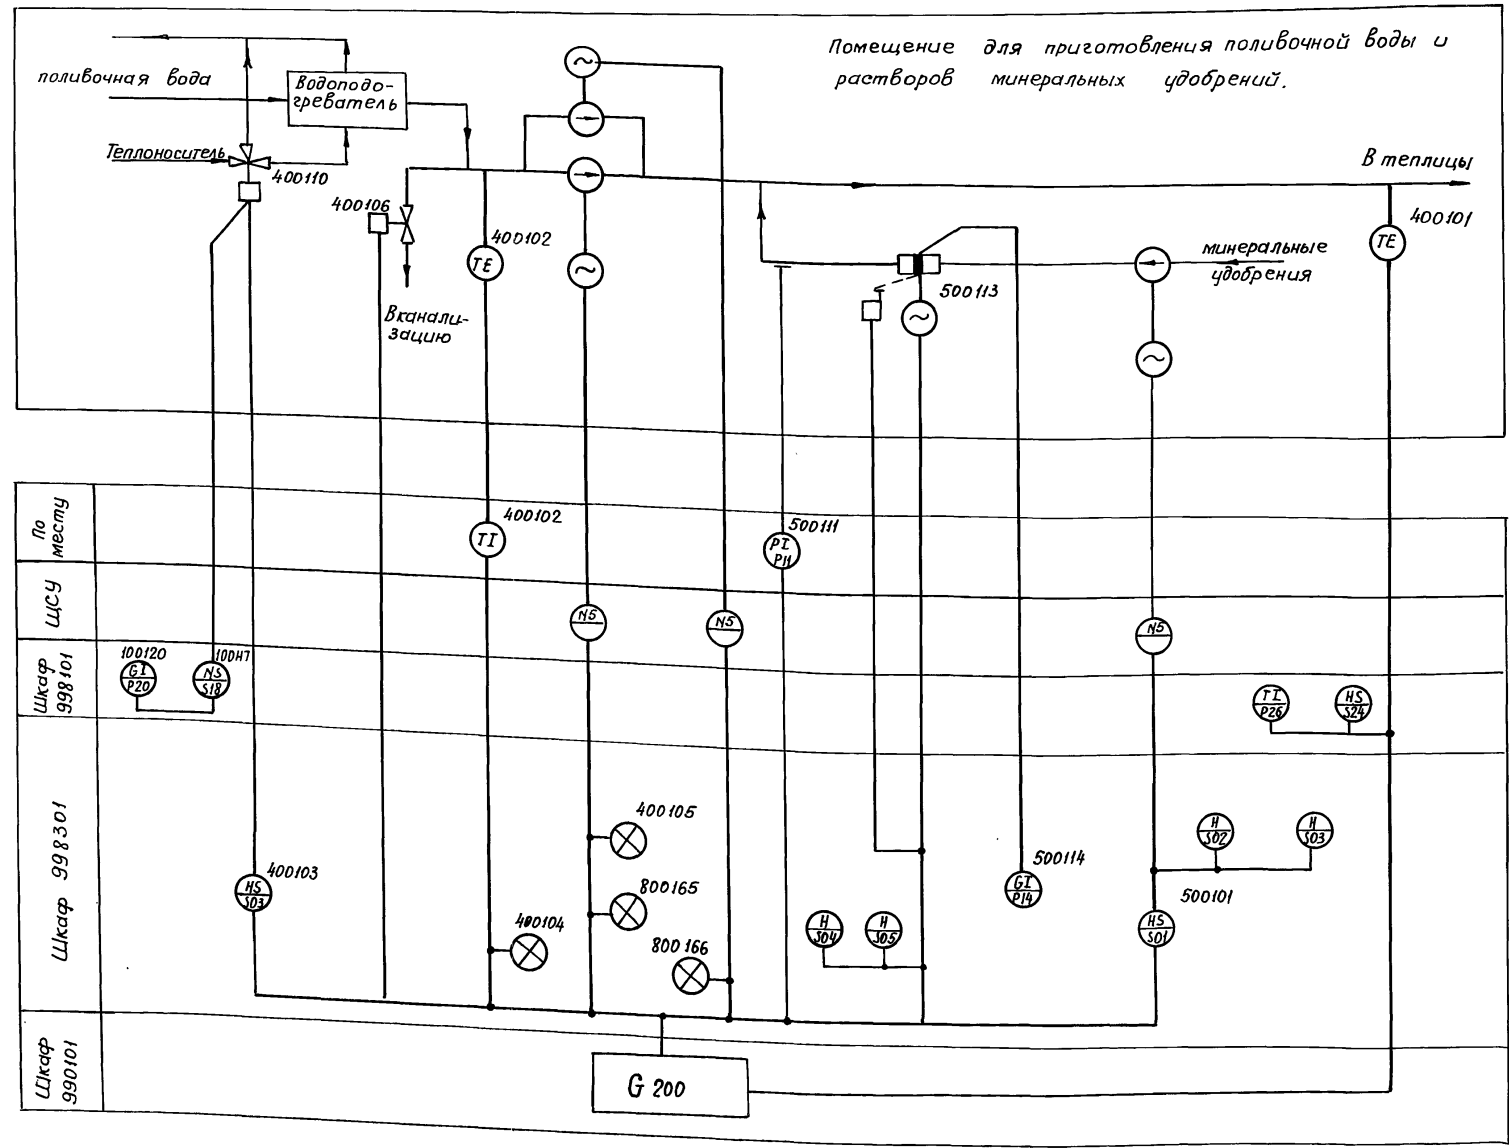 Помещение для приготовления поливочной воды и
растворов минеральных удобрений.
поливочная вода
Водоподо-
греватель
Теплоноситель
400110
400106
В канали-
зацию
400102
TE
~
~
В теплицы
400101
TE
минеральные
удобрения
500113
~
~
По
месту
400102
TI
500111
PI
P11
ЩСУ
NS
NS
NS
Шкаф
998101
100120
GI
P20
100117
NS
S18
TI
P26
HS
S24
Шкаф 998301
400103
HS
S03
400104
400105
800165
800166
H
S04
H
S05
500114
GI
P14
H
S02
H
S03
500101
HS
S01
Шкаф
990101
G 200